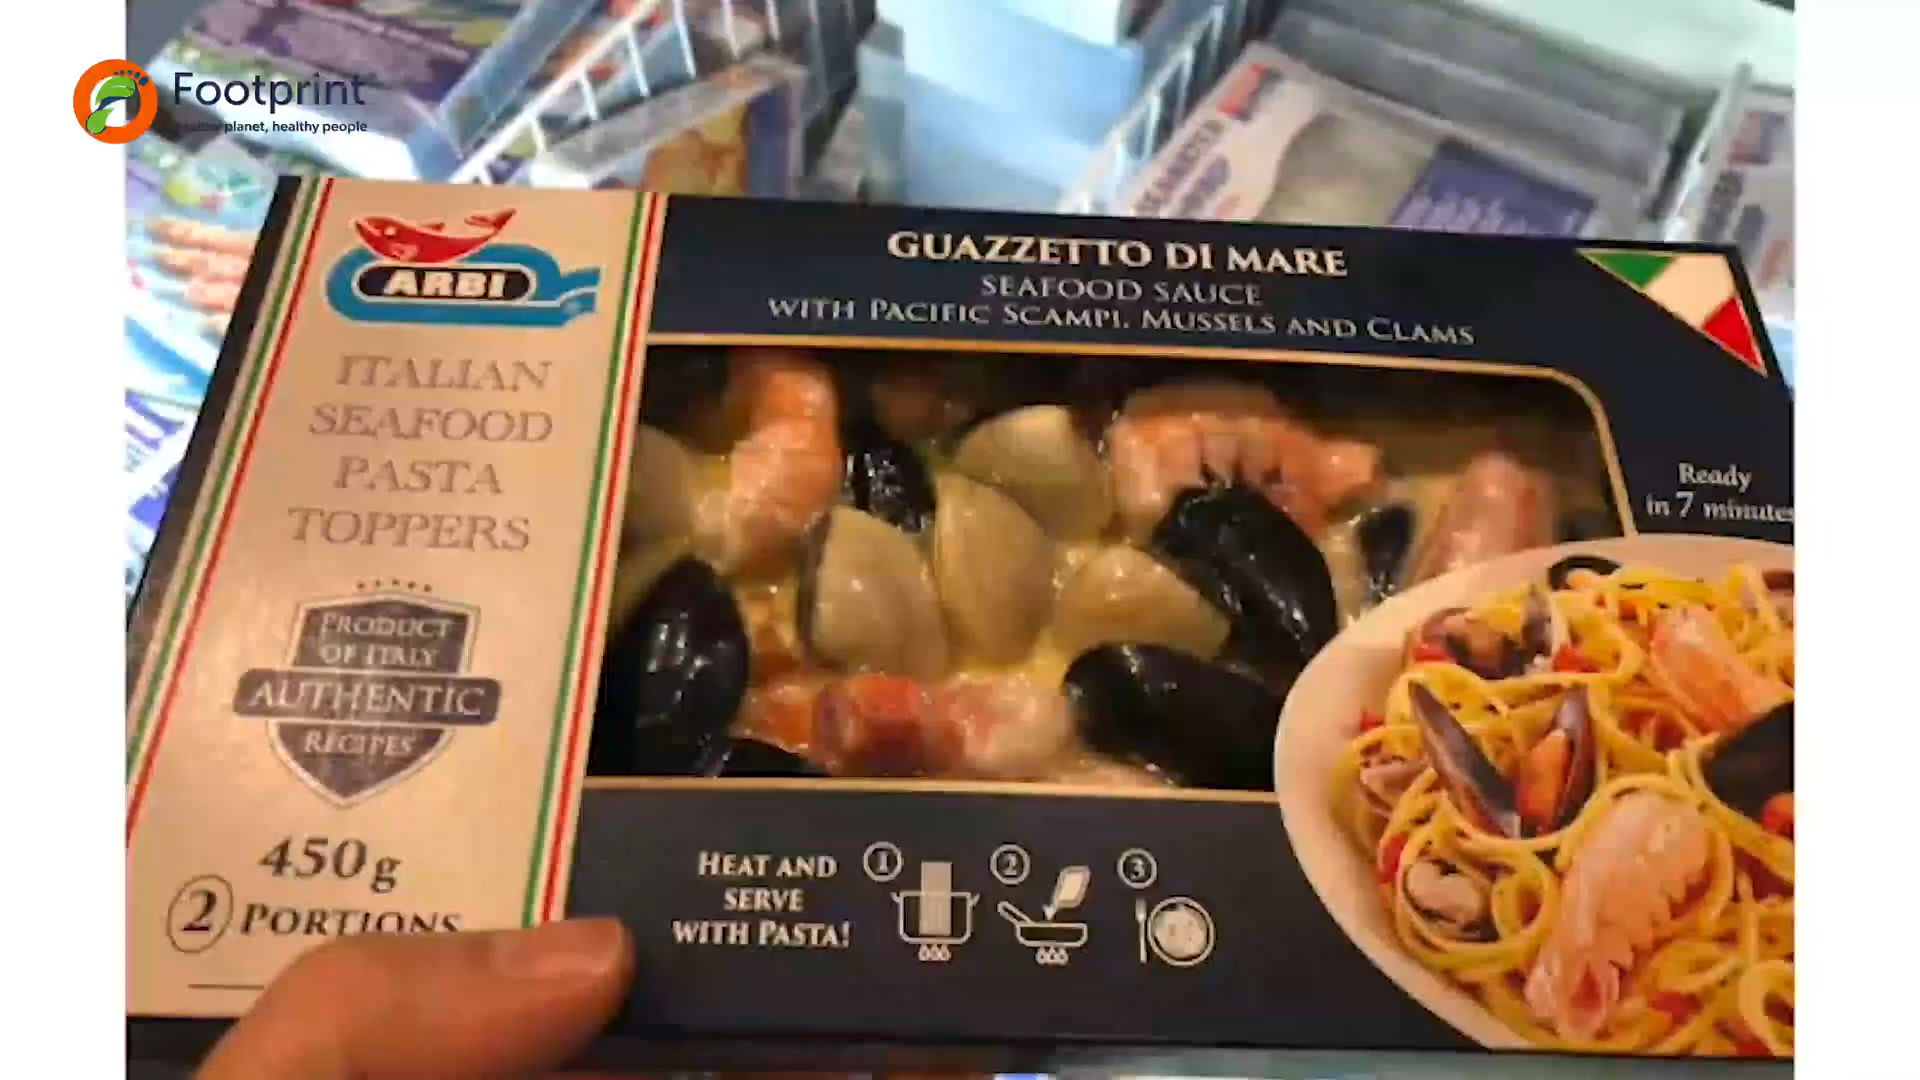 Footprint
planet, healthy people
ARBI
ITALIAN
SEAFOOD
PASTA
TOPPERS
PRODUCT
OF ITALY
AUTHENTIC
RECIPES
450g
2 PORTIONS
GUAZZETTO DI MARE
SEAFOOD SAUCE
WITH PACIFIC SCAMPI, MUSSELS AND CLAMS
Ready
in 7 minutes
HEAT AND
SERVE
WITH PASTA!
1 2 3